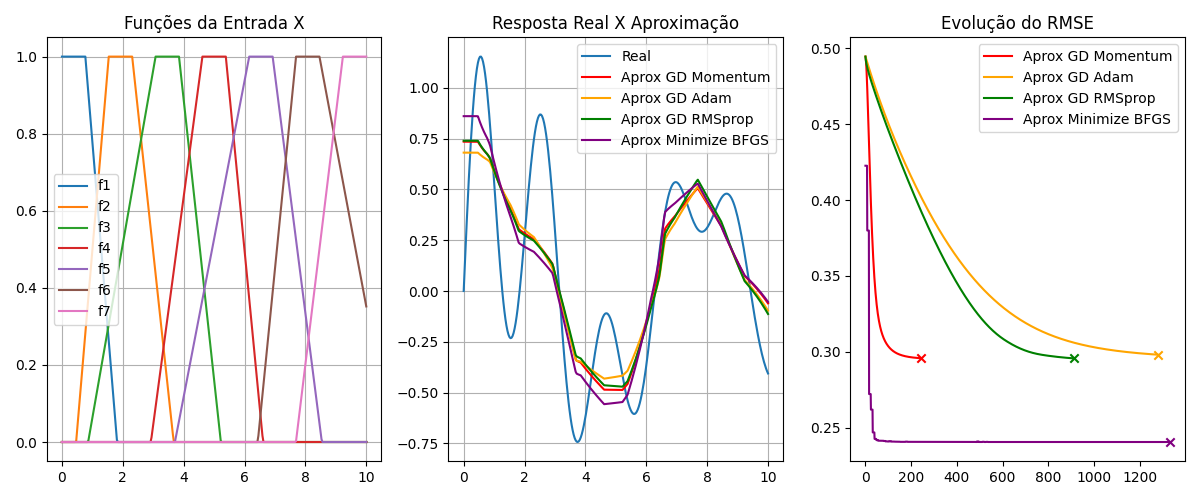 Funções da Entrada X
1.0
0.8
0.6
0.4
0.2
0.0
f1
f2
f3
f4
f5
f6
f7
0 2 4 6 8 10
Resposta Real X Aproximação
1.00
0.75
0.50
0.25
0.00
−0.25
−0.50
−0.75
Real
Aprox GD Momentum
Aprox GD Adam
Aprox GD RMSprop
Aprox Minimize BFGS
0 2 4 6 8 10
Evolução do RMSE
0.50
0.45
0.40
0.35
0.30
0.25
Aprox GD Momentum
Aprox GD Adam
Aprox GD RMSprop
Aprox Minimize BFGS
0 200 400 600 800 1000 1200